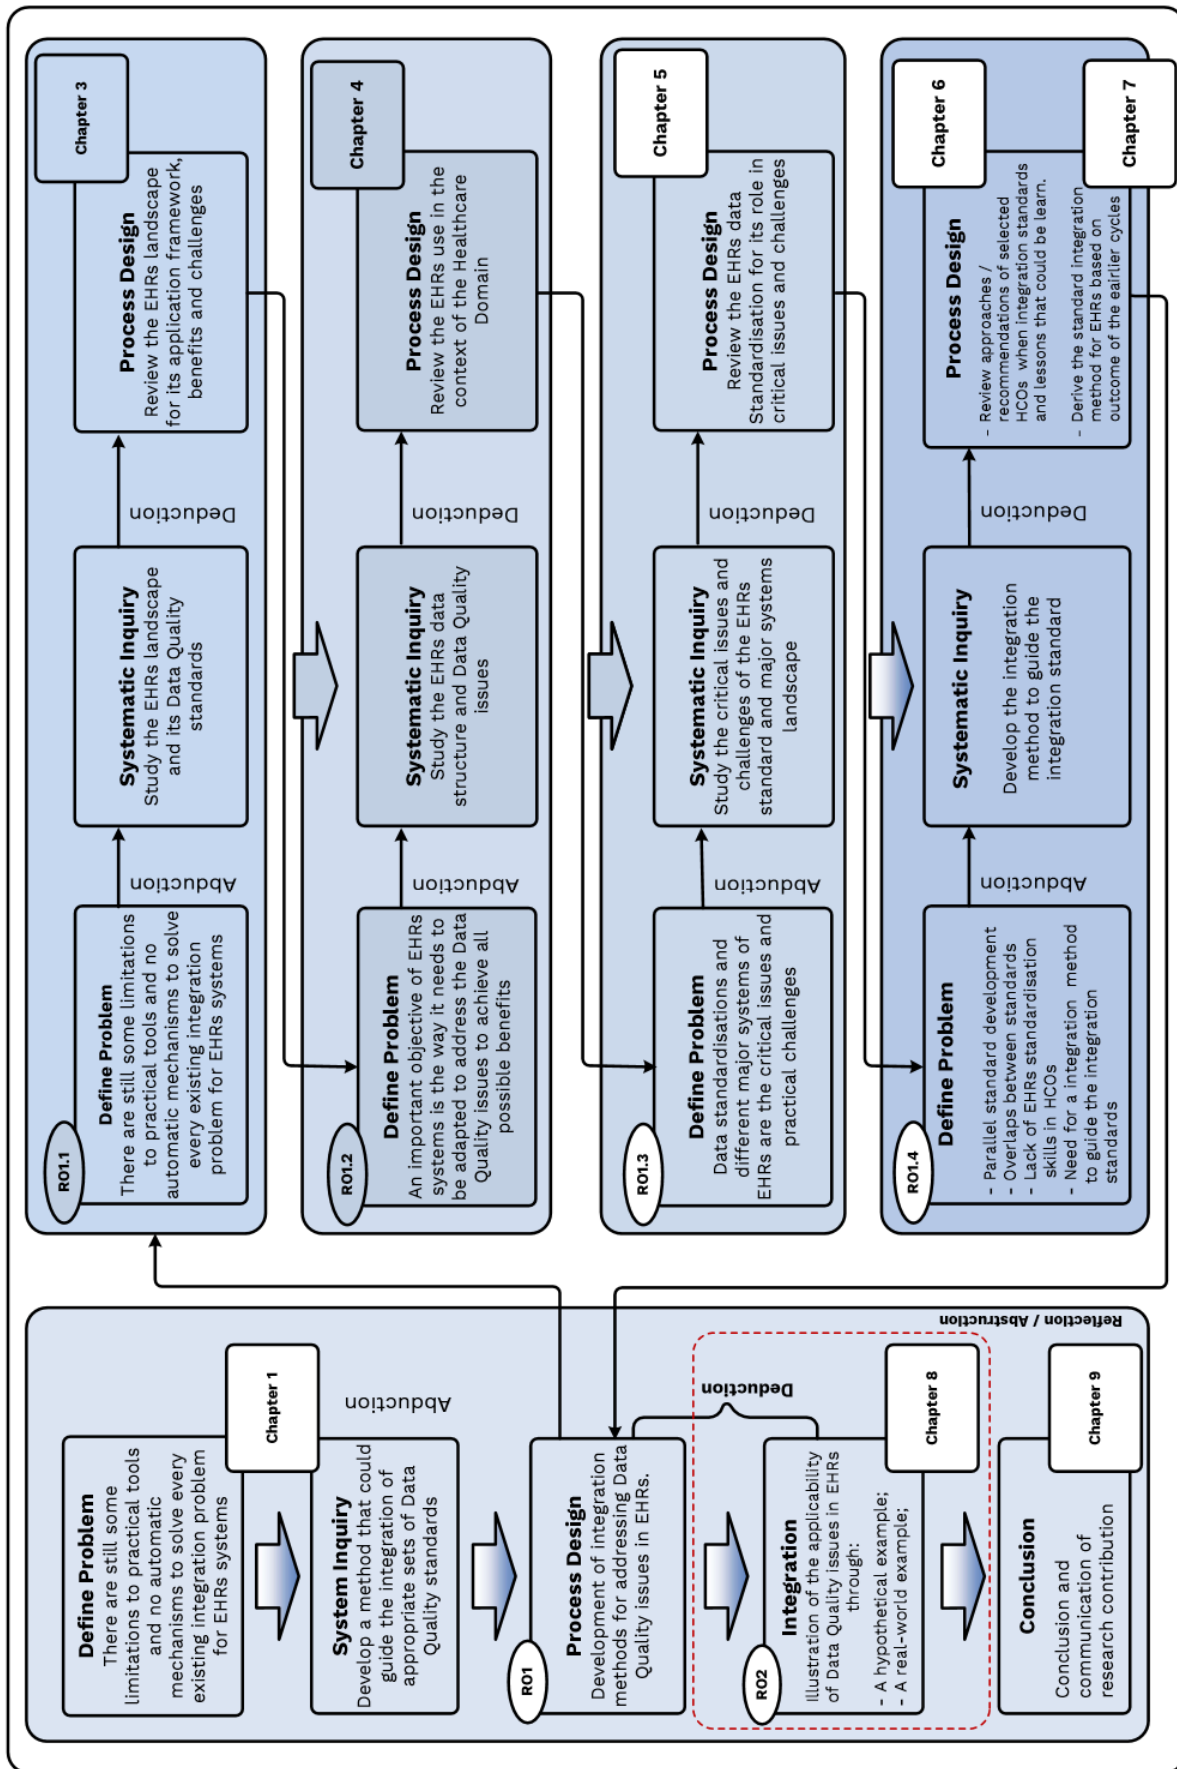 Define Problem
There are still some
limitations to practical tools
and no automatic
mechanisms to solve every
existing integration problem
for EHRs systems
Chapter 1
Abduction
System Inquiry
Develop a method that could
guide the integration of
appropriate sets of Data
Quality standards
RO1
Process Design
Development of integration
methods for addressing Data
Quality issues in EHRs.
Deduction
RO2
Integration
Illustration of the applicability
of Data Quality issues in EHRs
through:
- A hypothetical example;
- A real-world example;
Chapter 8
Conclusion
Conclusion and
communication of
research contribution
Chapter 9
Reflection / Abstraction
RO1.1
Define Problem
There are still some limitations
to practical tools and no
automatic mechanisms to solve
every existing integration
problem for EHRs systems
Abduction
Systematic Inquiry
Study the EHRs landscape
and its Data Quality
standards
Deduction
Process Design
Review the EHRs landscape
for its application framework,
benefits and challenges
Chapter 3
RO1.2
Define Problem
An important objective of EHRs
systems is the way it needs to
be adapted to address the Data
Quality issues to achieve all
possible benefits
Abduction
Systematic Inquiry
Study the EHRs data
structure and Data Quality
issues
Deduction
Process Design
Review the EHRs use in the
context of the Healthcare
Domain
Chapter 4
RO1.3
Define Problem
Data standardisations and
different major systems of
EHRs are the critical issues and
practical challenges
Abduction
Systematic Inquiry
Study the critical issues and
challenges of the EHRs
standard and major systems
landscape
Deduction
Process Design
Review the EHRs data
Standardisation for its role in
critical issues and challenges
Chapter 5
RO1.4
Define Problem
- Parallel standard development
- Overlaps between standards
- Lack of EHRs standardisation
skills in HCOs
- Need for a integration method
to guide the integration
standards
Abduction
Systematic Inquiry
Develop the integration
method to guide the
integration standard
Deduction
Process Design
- Review approaches /
recommendations of selected
HCOs when integration standards
and lessons that could be learn.
- Derive the standard integration
method for EHRs based on
outcome of the eairlier cycles
Chapter 6
Chapter 7